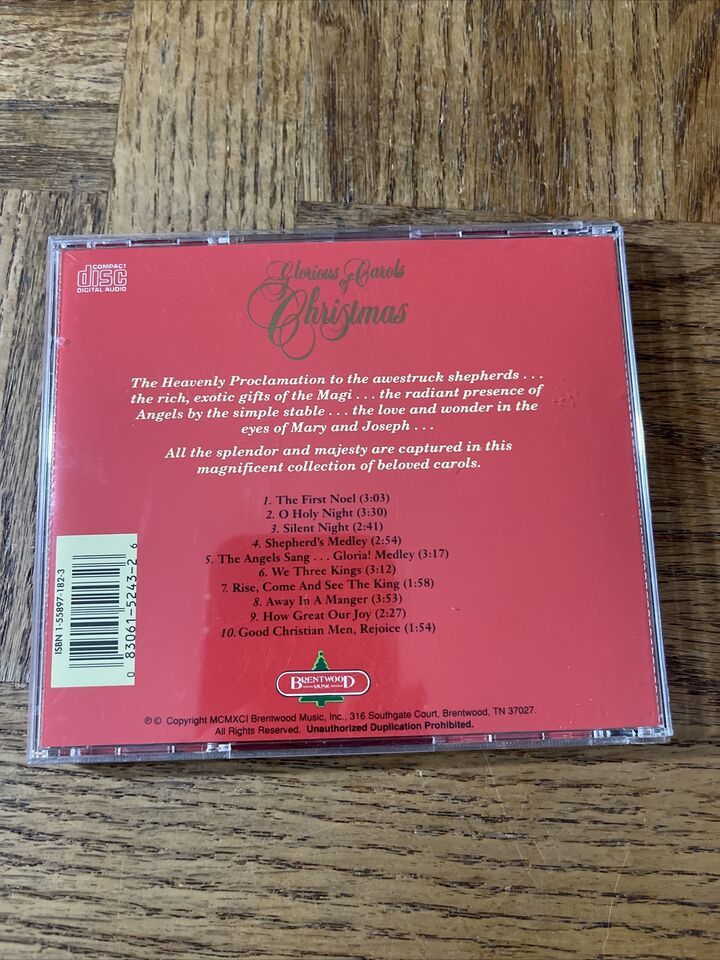 COMPACT
disc
DIGITAL AUDIO
Glorious Carols
of
Christmas
The Heavenly Proclamation to the awestruck shepherds . . .
the rich, exotic gifts of the Magi . . . the radiant presence of
Angels by the simple stable . . . the love and wonder in the
eyes of Mary and Joseph . . .
All the splendor and majesty are captured in this
magnificent collection of beloved carols.
1. The First Noel (3:03)
2. O Holy Night (3:30)
3. Silent Night (2:41)
4. Shepherd's Medley (2:54)
5. The Angels Sang . . . Gloria! Medley (3:17)
6. We Three Kings (3:12)
7. Rise, Come And See The King (1:58)
8. Away In A Manger (3:53)
9. How Great Our Joy (2:27)
10. Good Christian Men, Rejoice (1:54)
ISBN 1-55897-182-3
0 83061-5243-2 6
BRENTWOOD
MUSIC
℗ © Copyright MCMXCI Brentwood Music, Inc., 316 Southgate Court, Brentwood, TN 37027.
All Rights Reserved. Unauthorized Duplication Prohibited.